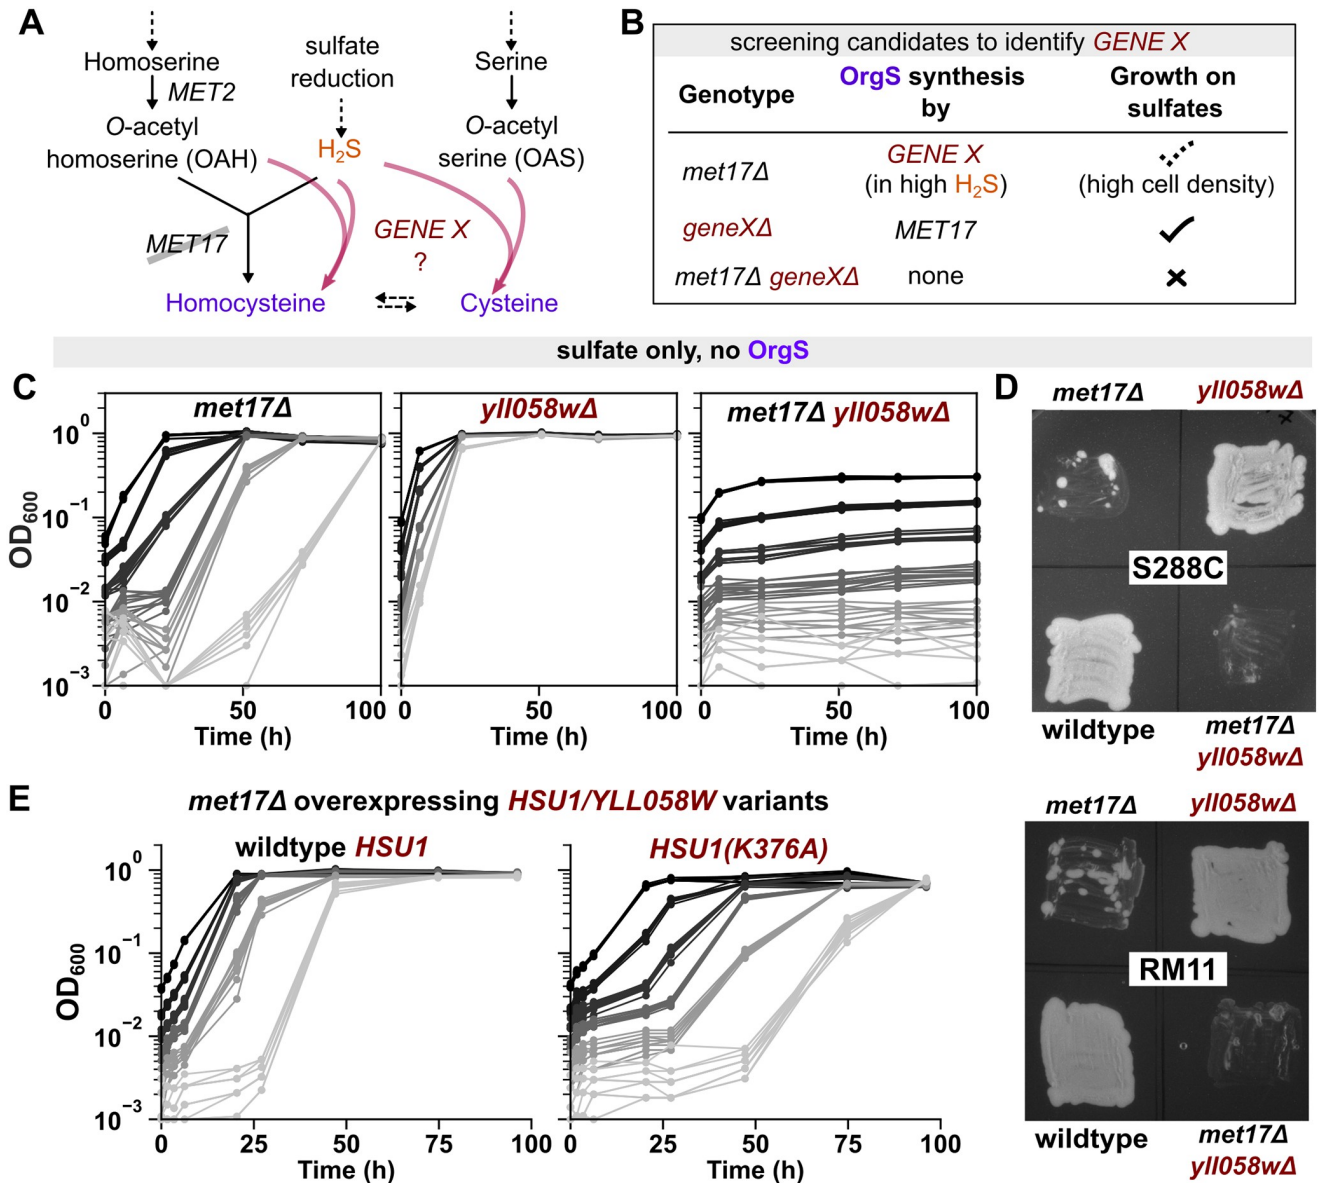 A
Homoserine
MET2
O-acetyl
homoserine (OAH)
sulfate
reduction
H₂S
Serine
O-acetyl
serine (OAS)
MET17
GENE X
?
Homocysteine
Cysteine
B
screening candidates to identify GENE X
Genotype
OrgS synthesis
by
Growth on
sulfates
met17Δ
GENE X
(in high H₂S)
(high cell density)
geneXΔ
MET17
met17Δ geneXΔ
none
sulfate only, no OrgS
C
met17Δ
yll058wΔ
met17Δ yll058wΔ
OD₆₀₀
10⁰
10⁻¹
10⁻²
10⁻³
0 50 100
0 50 100
0 50 100
Time (h)
Time (h)
Time (h)
D
met17Δ
yll058wΔ
S288C
wildtype
met17Δ
yll058wΔ
met17Δ
yll058wΔ
RM11
wildtype
met17Δ
yll058wΔ
E
met17Δ overexpressing HSU1/YLL058W variants
wildtype HSU1
HSU1(K376A)
OD₆₀₀
10⁰
10⁻¹
10⁻²
10⁻³
0 25 50 75 100
0 25 50 75 100
Time (h)
Time (h)